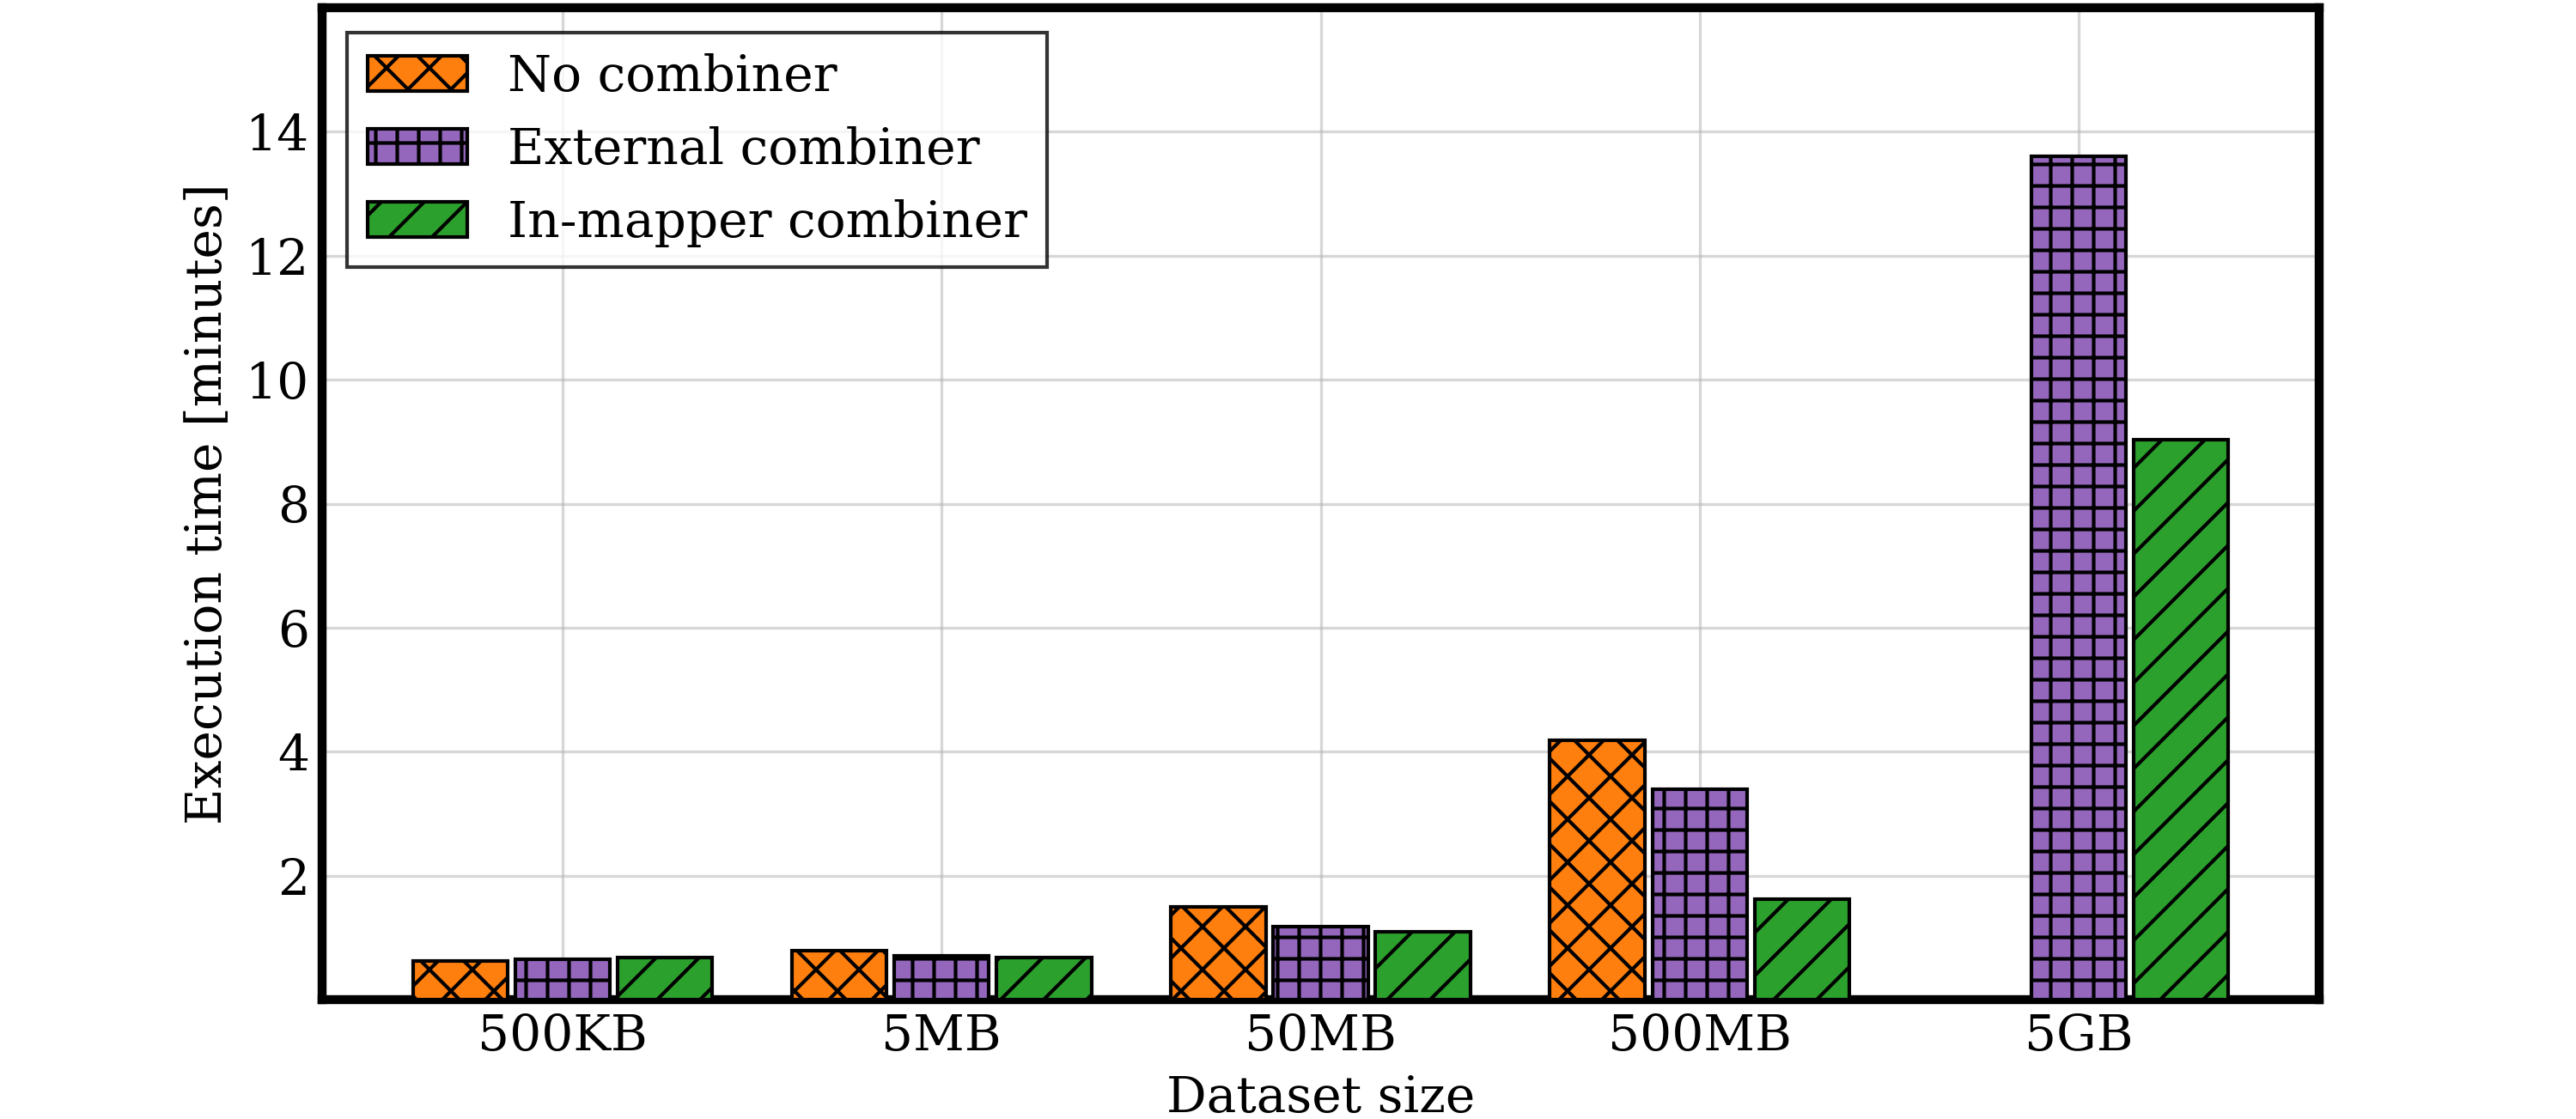 No combiner
External combiner
In-mapper combiner
Execution time [minutes]
14
12
10
8
6
4
2
500KB 5MB 50MB 500MB 5GB
Dataset size